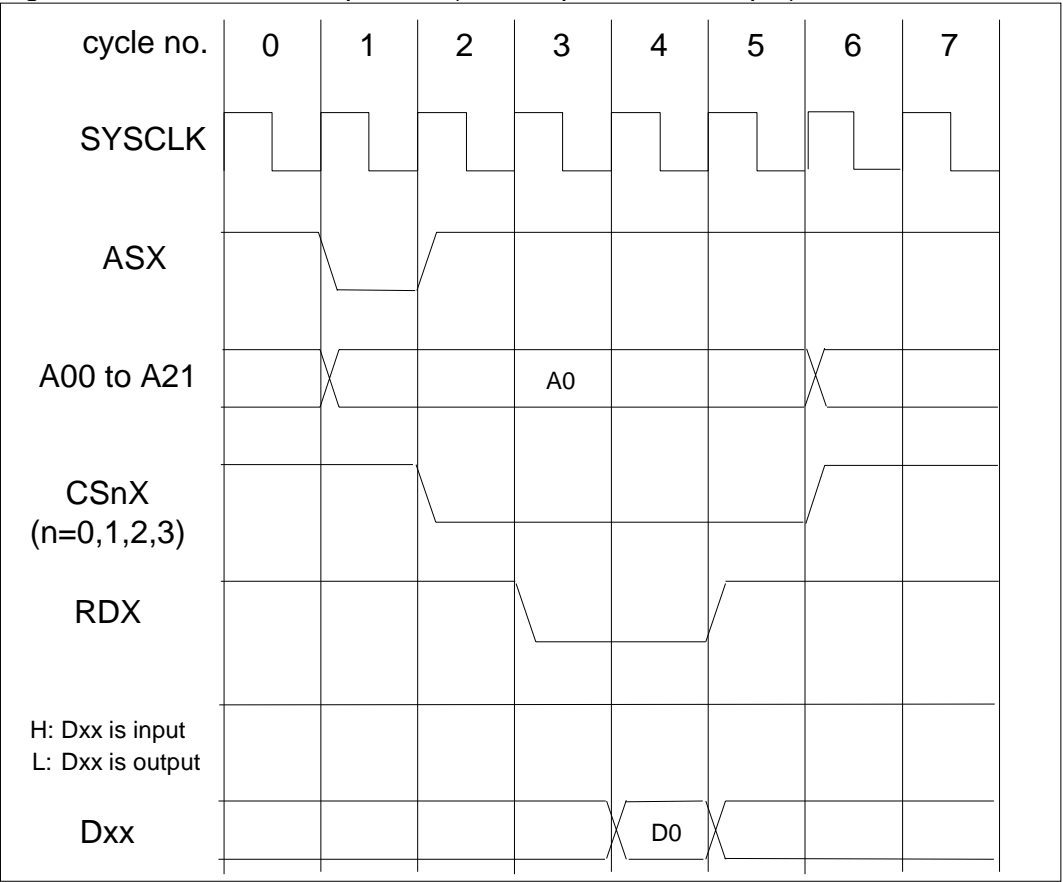 cycle no. 0 1 2 3 4 5 6 7
SYSCLK
ASX
A00 to A21
A0
CSnX
(n=0,1,2,3)
RDX
H: Dxx is input
L: Dxx is output
Dxx
D0